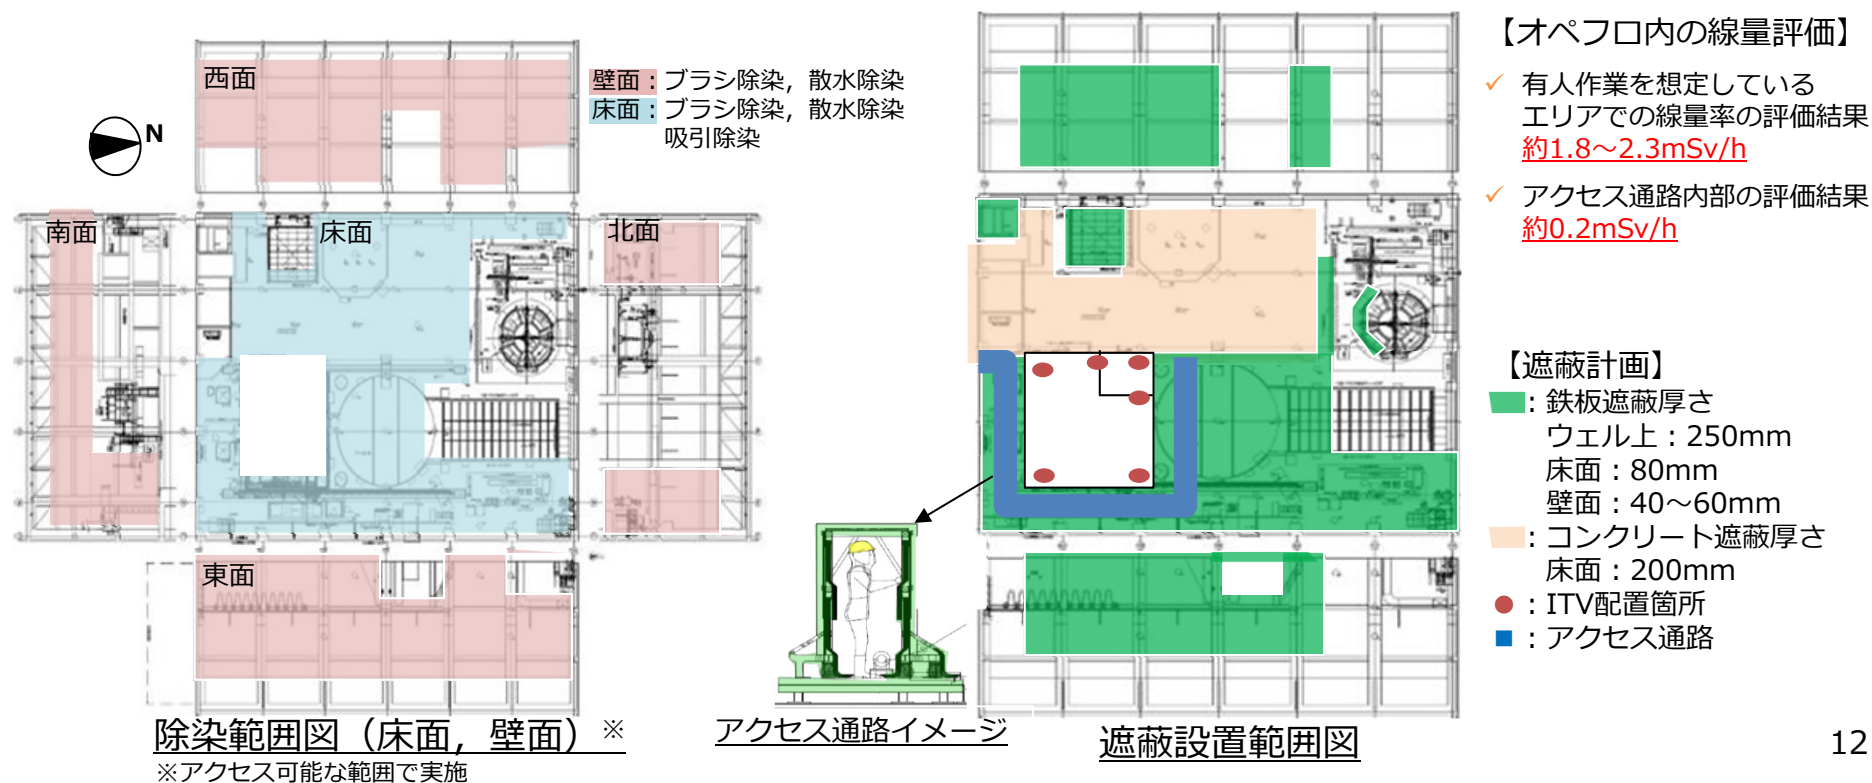 西面
壁面：ブラシ除染，散水除染
床面：ブラシ除染，散水除染
吸引除染
N
南面
床面
北面
東面
除染範囲図（床面，壁面）※
※アクセス可能な範囲で実施
アクセス通路イメージ
遮蔽設置範囲図
【オペフロ内の線量評価】
✓ 有人作業を想定している
エリアでの線量率の評価結果
約1.8～2.3mSv/h
✓ アクセス通路内部の評価結果
約0.2mSv/h
【遮蔽計画】
：鉄板遮蔽厚さ
ウェル上：250mm
床面：80mm
壁面：40～60mm
：コンクリート遮蔽厚さ
床面：200mm
：ITV配置箇所
：アクセス通路
12